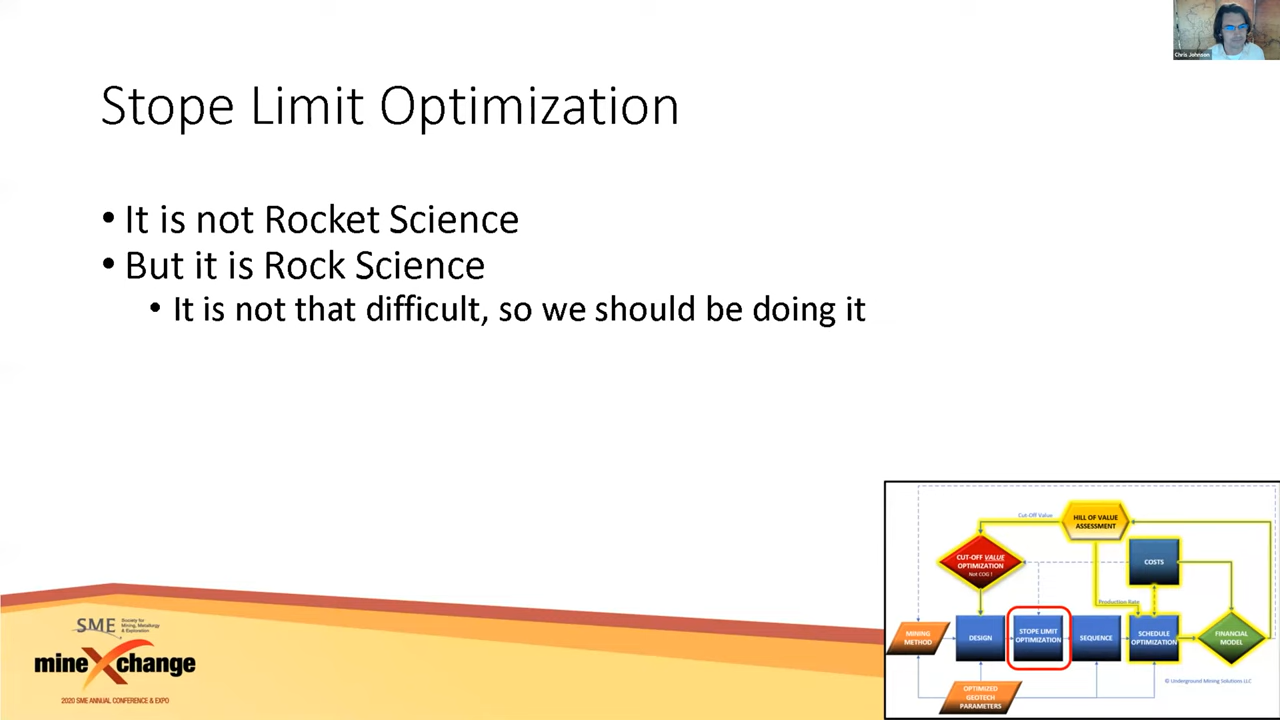 Chris Johnson
Stope Limit Optimization
• It is not Rocket Science
• But it is Rock Science
• It is not that difficult, so we should be doing it
SME
Society for
Mining, Metallurgy
& Exploration
mineXchange
2020 SME ANNUAL CONFERENCE & EXPO
Cut-Off Value
HILL OF VALUE
ASSESSMENT
CUT-OFF VALUE
OPTIMIZATION
Not COG !
COSTS
Production Rate
MINING
METHOD
DESIGN
STOPE LIMIT
OPTIMIZATION
SEQUENCE
SCHEDULE
OPTIMIZATION
FINANCIAL
MODEL
OPTIMIZED
GEOTECH
PARAMETERS
© Underground Mining Solutions LLC